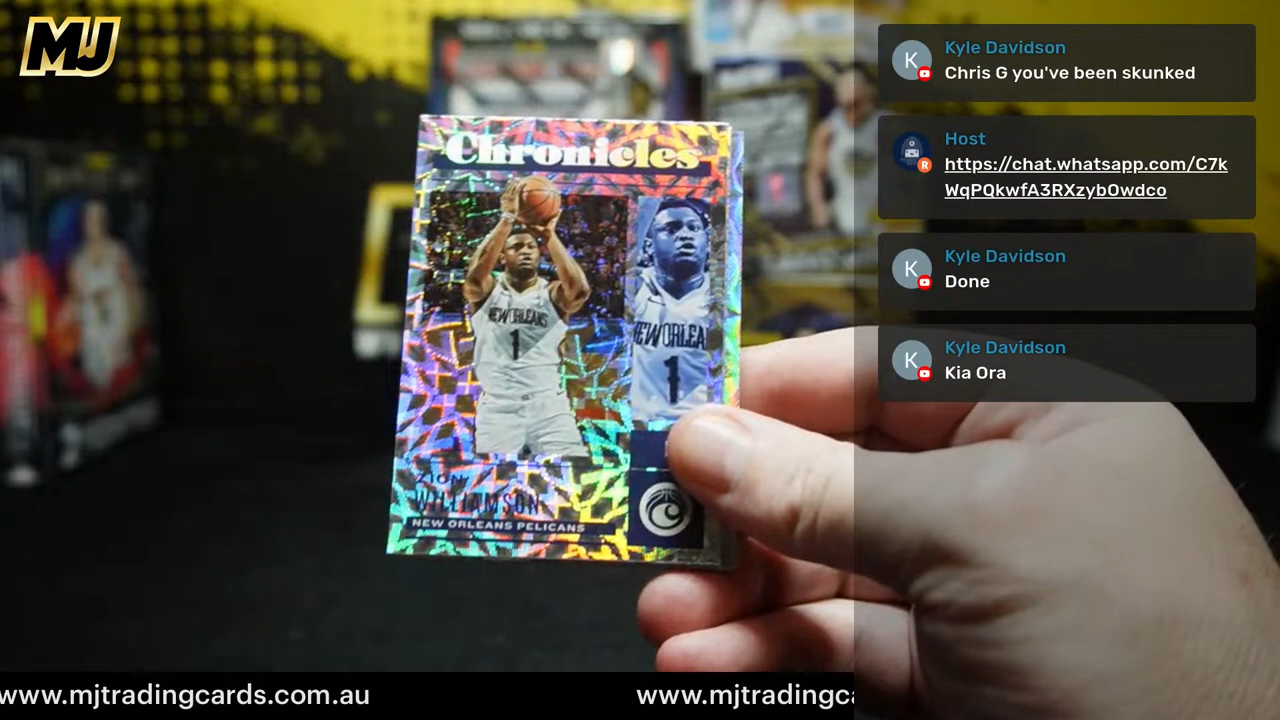 MJ
Chronicles
NEW ORLEANS
1
NEW ORLEA
1
ZION
WILLIAMSON
NEW ORLEANS PELICANS
Kyle Davidson
Chris G you've been skunked
Host
https://chat.whatsapp.com/C7k
WqPQkwfA3RXzybOwdco
K
Kyle Davidson
Done
K
Kyle Davidson
Kia Ora
K
www.mjtradingcards.com.au
www.mjtradingca